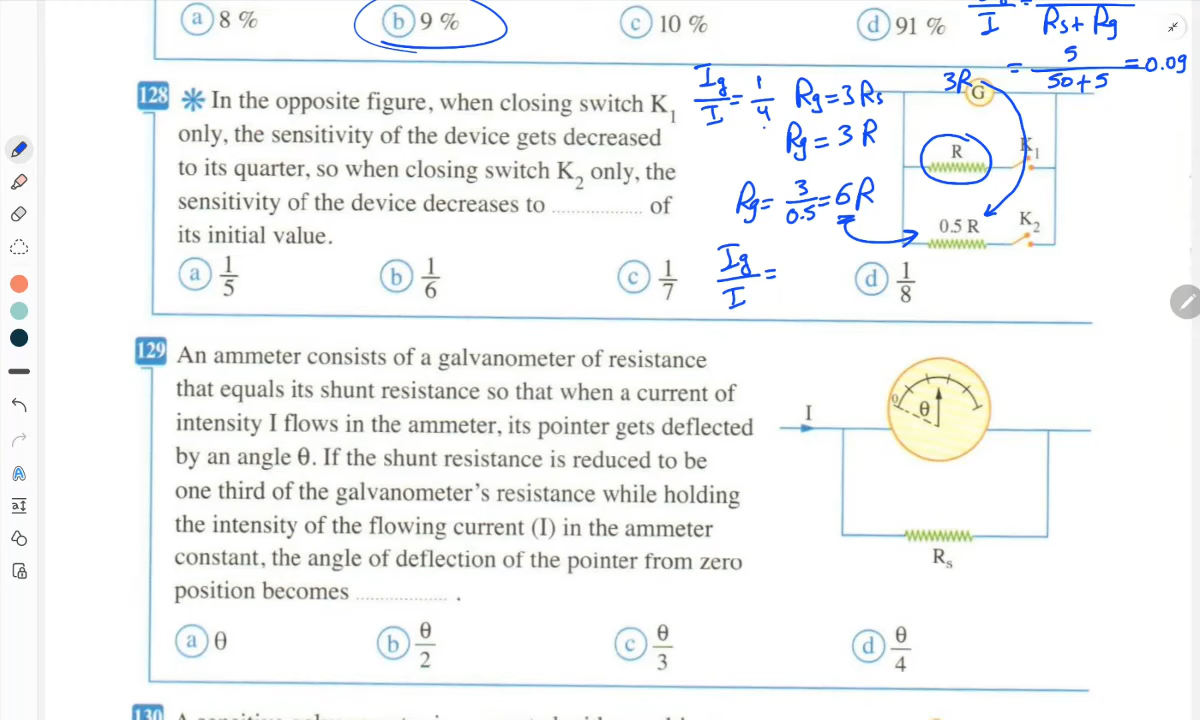 a 8 %
b 9 %
c 10 %
d 91 %
I
Rs + Rg
= 5 / 50+5 = 0.09
128 * In the opposite figure, when closing switch K1
only, the sensitivity of the device gets decreased
to its quarter, so when closing switch K2 only, the
sensitivity of the device decreases to ................. of
its initial value.
Ig/I = 1/4 Rg = 3 Rs
Rg = 3 R
Rg = 3/0.5 = 6R
Ig/I =
3R
G
R
K1
0.5 R
K2
a 1/5
b 1/6
c 1/7
d 1/8
129 An ammeter consists of a galvanometer of resistance
that equals its shunt resistance so that when a current of
intensity I flows in the ammeter, its pointer gets deflected
by an angle θ. If the shunt resistance is reduced to be
one third of the galvanometer's resistance while holding
the intensity of the flowing current (I) in the ammeter
constant, the angle of deflection of the pointer from zero
position becomes ................. .
I
0
θ
Rs
a θ
b θ/2
c θ/3
d θ/4
130